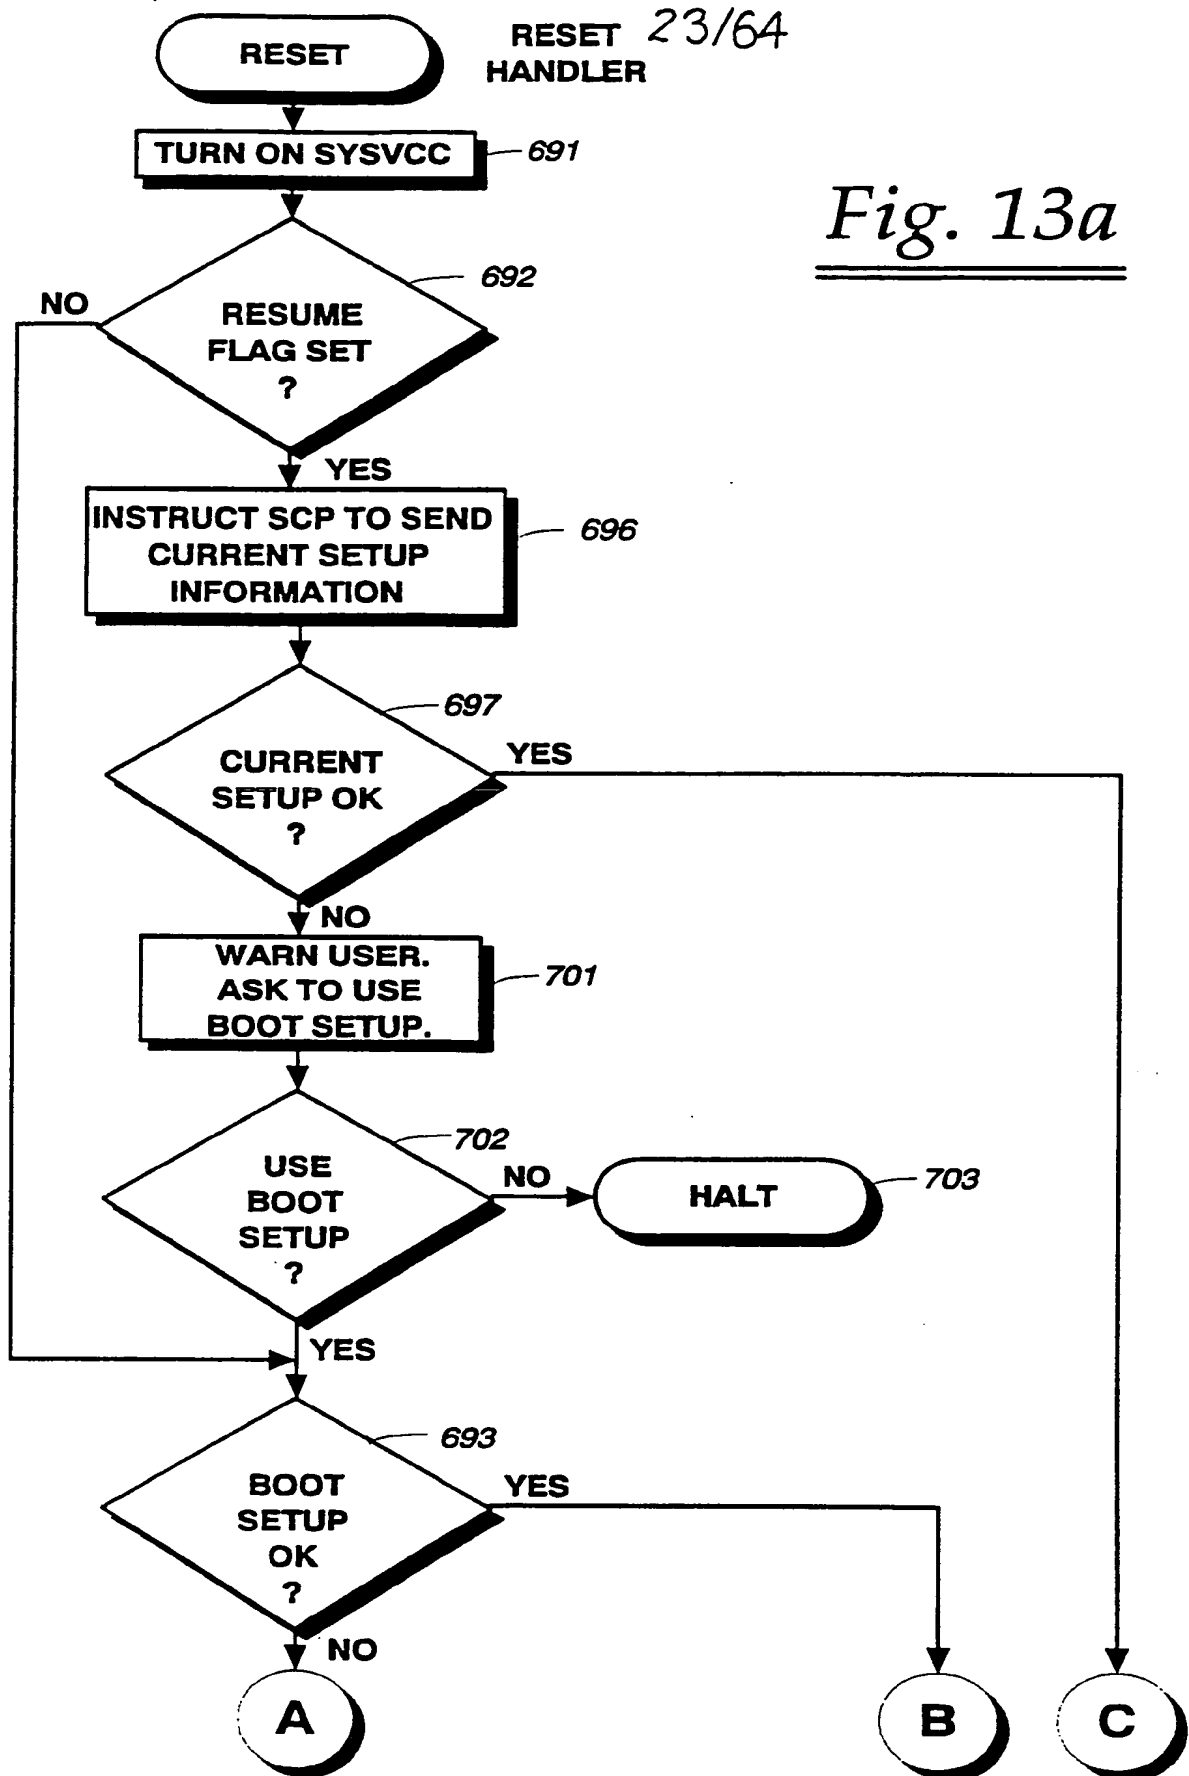 RESET
RESET 23/64
HANDLER
TURN ON SYSVCC
691
Fig. 13a
692
NO
RESUME
FLAG SET
?
YES
INSTRUCT SCP TO SEND
CURRENT SETUP
INFORMATION
696
697
YES
CURRENT
SETUP OK
?
NO
WARN USER.
ASK TO USE
BOOT SETUP.
701
702
USE
BOOT
SETUP
?
NO
HALT
703
YES
693
BOOT
SETUP
OK
?
YES
NO
A
B
C